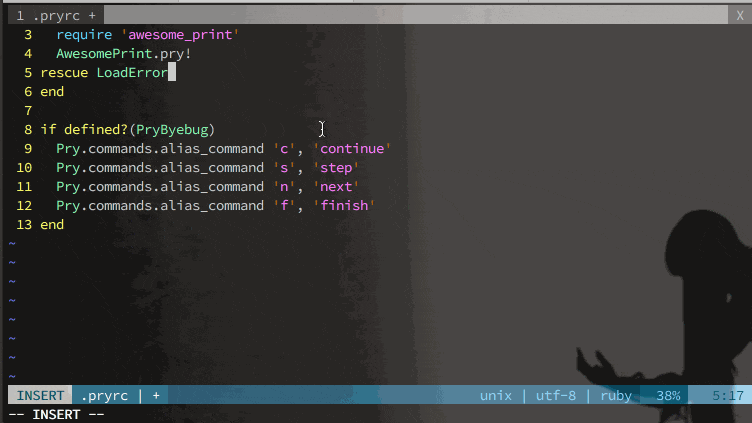 1 .pryrc + X
3 require 'awesome_print'
4 AwesomePrint.pry!
5 rescue LoadError
6 end
7
8 if defined?(PryByebug)
9 Pry.commands.alias_command 'c', 'continue'
10 Pry.commands.alias_command 's', 'step'
11 Pry.commands.alias_command 'n', 'next'
12 Pry.commands.alias_command 'f', 'finish'
13 end
~
~
~
~
~
~
~
~
INSERT .pryrc | + unix | utf-8 | ruby 38% 5:17
-- INSERT --